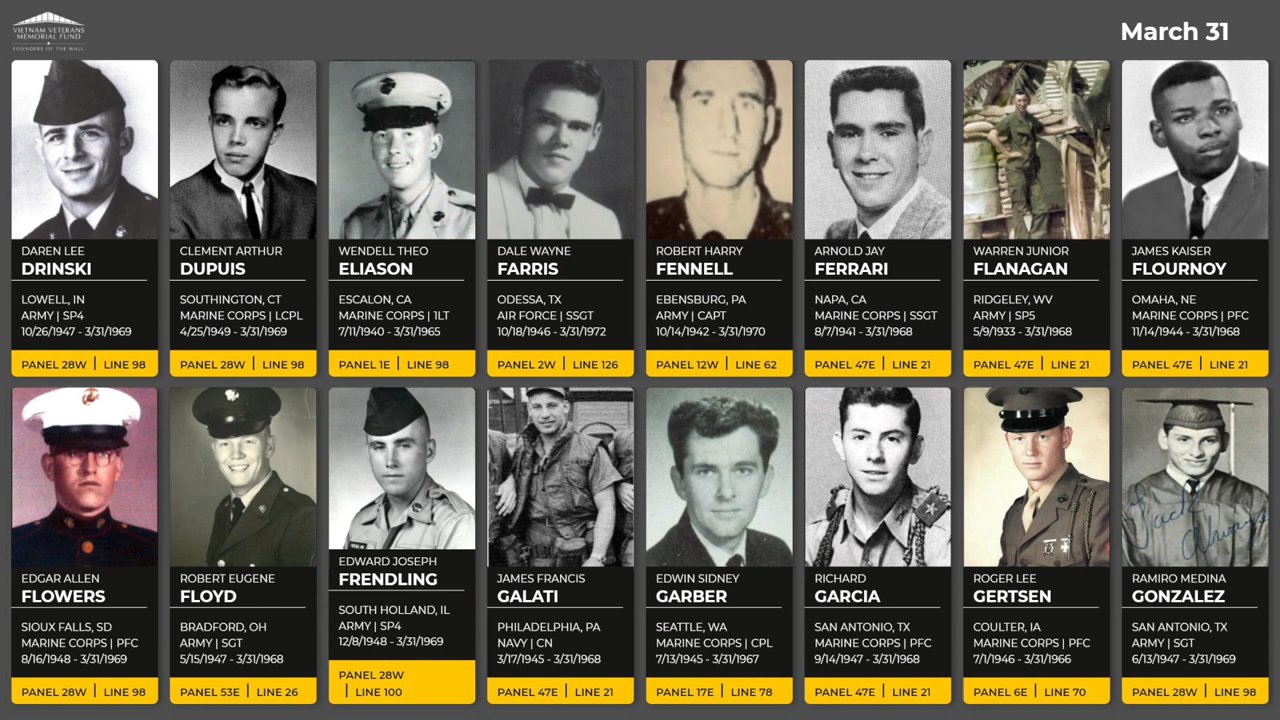 VIETNAM VETERANS
MEMORIAL FUND
FOUNDERS OF THE WALL
March 31
DAREN LEE
DRINSKI
LOWELL, IN
ARMY | SP4
10/26/1947 - 3/31/1969
PANEL 28W | LINE 98
CLEMENT ARTHUR
DUPUIS
SOUTHINGTON, CT
MARINE CORPS | LCPL
4/25/1949 - 3/31/1969
PANEL 28W | LINE 98
WENDELL THEO
ELIASON
ESCALON, CA
MARINE CORPS | 1LT
7/11/1940 - 3/31/1965
PANEL 1E | LINE 98
DALE WAYNE
FARRIS
ODESSA, TX
AIR FORCE | SSGT
10/18/1946 - 3/31/1972
PANEL 2W | LINE 126
ROBERT HARRY
FENNELL
EBENSBURG, PA
ARMY | CAPT
10/14/1942 - 3/31/1970
PANEL 12W | LINE 62
ARNOLD JAY
FERRARI
NAPA, CA
MARINE CORPS | SSGT
8/7/1941 - 3/31/1968
PANEL 47E | LINE 21
WARREN JUNIOR
FLANAGAN
RIDGELEY, WV
ARMY | SP5
5/9/1933 - 3/31/1968
PANEL 47E | LINE 21
JAMES KAISER
FLOURNOY
OMAHA, NE
MARINE CORPS | PFC
11/14/1944 - 3/31/1968
PANEL 47E | LINE 21
EDGAR ALLEN
FLOWERS
SIOUX FALLS, SD
MARINE CORPS | PFC
8/16/1948 - 3/31/1969
PANEL 28W | LINE 98
ROBERT EUGENE
FLOYD
BRADFORD, OH
ARMY | SGT
5/15/1947 - 3/31/1968
PANEL 53E | LINE 26
EDWARD JOSEPH
FRENDLING
SOUTH HOLLAND, IL
ARMY | SP4
12/8/1948 - 3/31/1969
PANEL 28W
| LINE 100
JAMES FRANCIS
GALATI
PHILADELPHIA, PA
NAVY | CN
3/17/1945 - 3/31/1968
PANEL 47E | LINE 21
EDWIN SIDNEY
GARBER
SEATTLE, WA
MARINE CORPS | CPL
7/13/1945 - 3/31/1967
PANEL 17E | LINE 78
RICHARD
GARCIA
SAN ANTONIO, TX
MARINE CORPS | PFC
9/14/1947 - 3/31/1968
PANEL 47E | LINE 21
ROGER LEE
GERTSEN
COULTER, IA
MARINE CORPS | PFC
7/1/1946 - 3/31/1966
PANEL 6E | LINE 70
Luck
Always
RAMIRO MEDINA
GONZALEZ
SAN ANTONIO, TX
ARMY | SGT
6/13/1947 - 3/31/1969
PANEL 28W | LINE 98